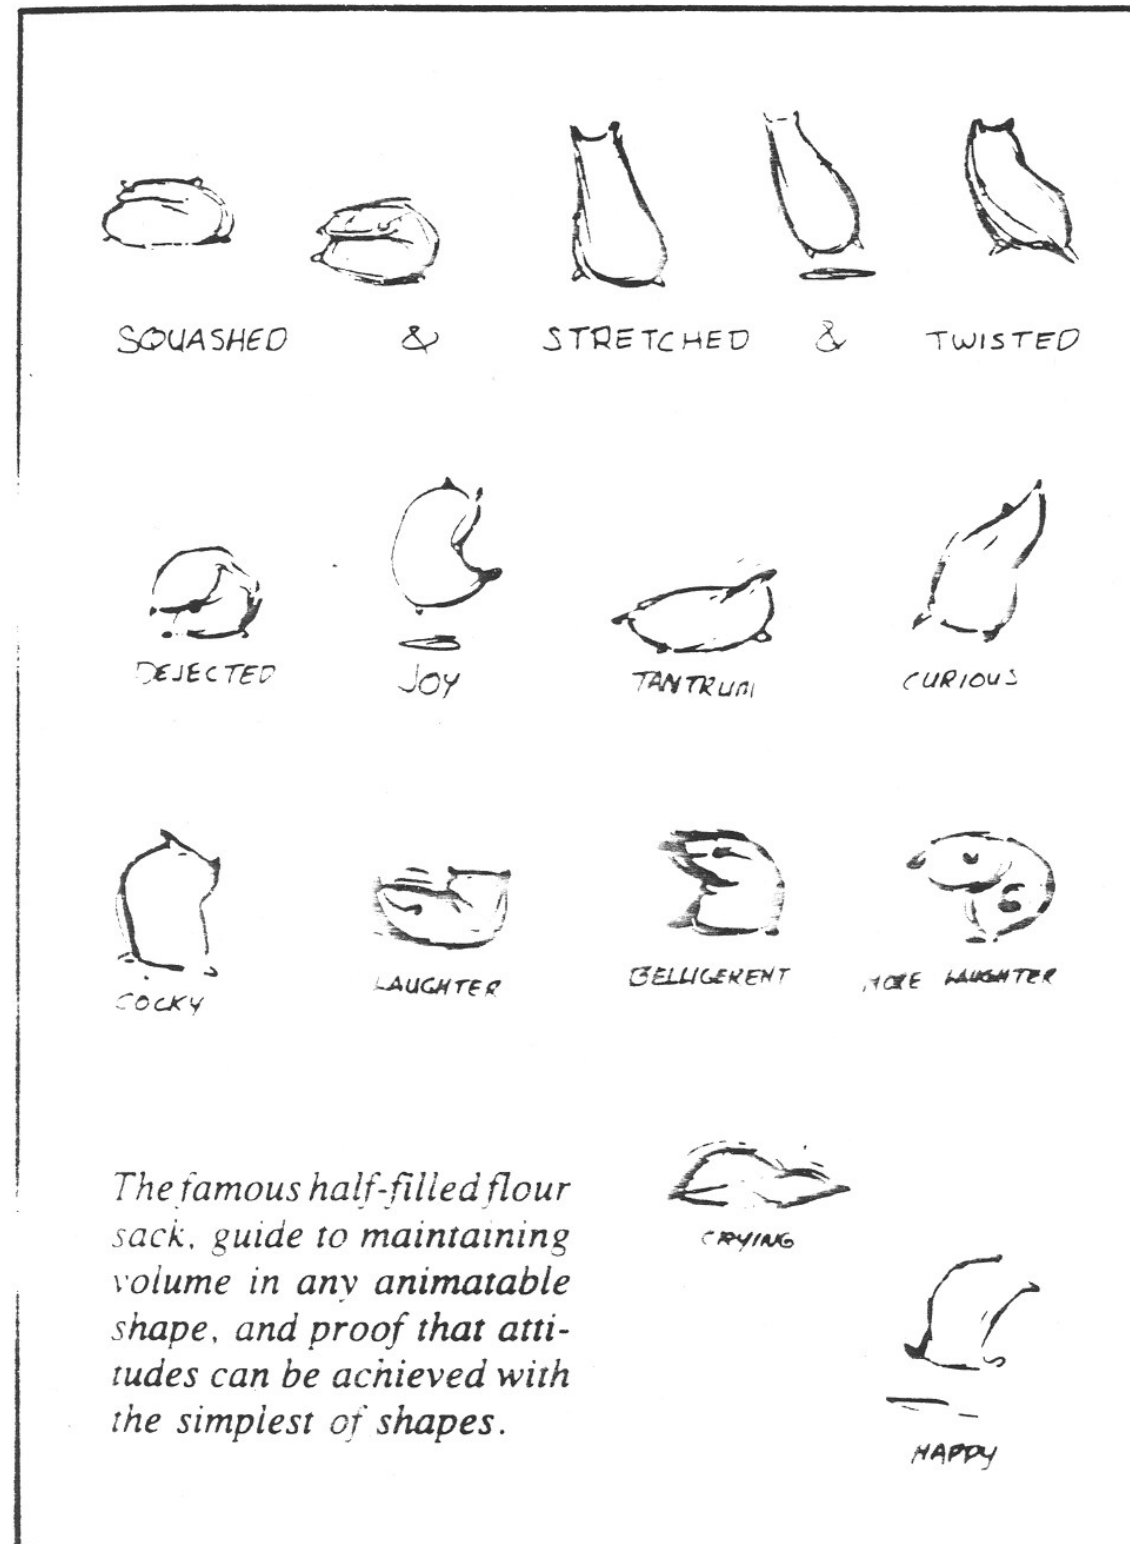 SQUASHED & STRETCHED & TWISTED
DEJECTED JOY TANTRUM CURIOUS
COCKY LAUGHTER BELLIGERENT MORE LAUGHTER
CRYING
HAPPY
The famous half-filled flour
sack, guide to maintaining
volume in any animatable
shape, and proof that atti-
tudes can be achieved with
the simplest of shapes.